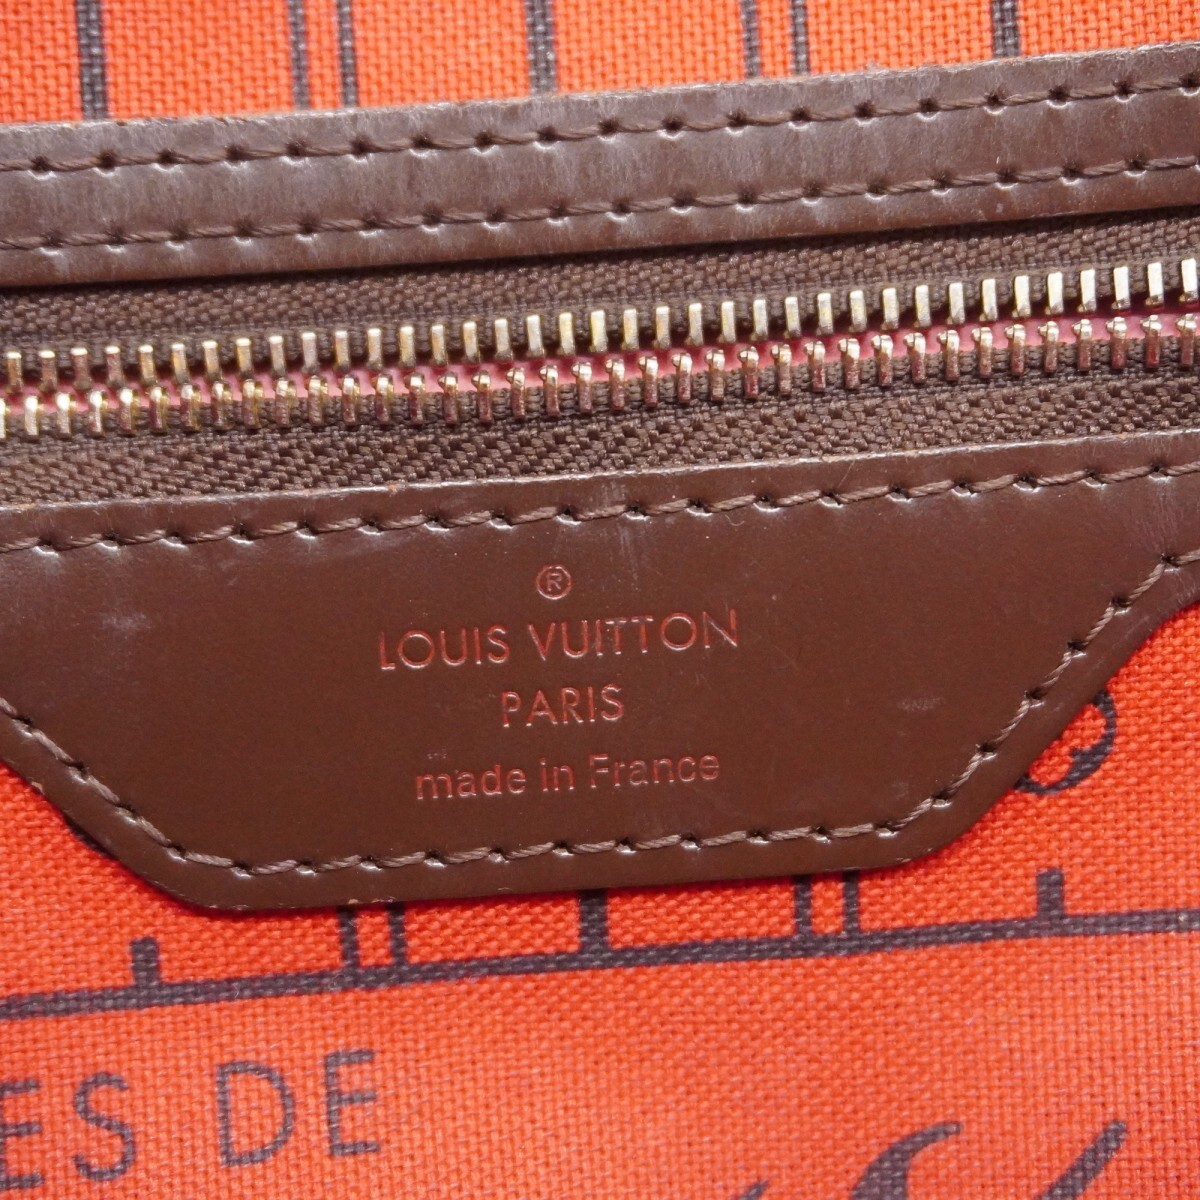 ®
LOUIS VUITTON
PARIS
made in France
ES DE